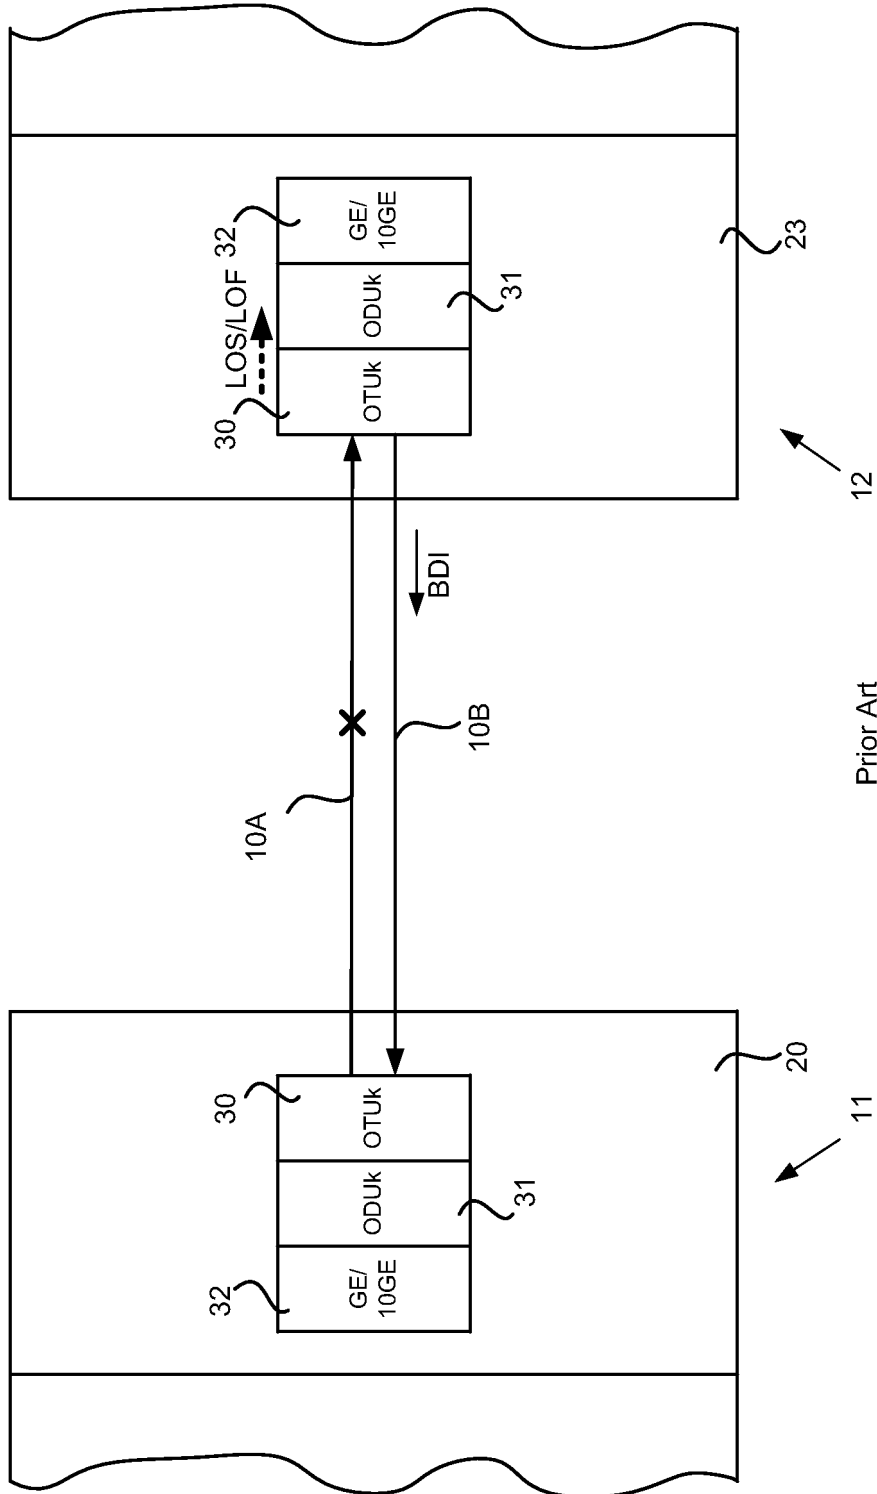 32
30
30
LOS/LOF
32
10A
GE/
10GE
ODUk
OTUk
OTUk
ODUk
GE/
10GE
BDI
10B
31
31
20
23
11
12
Prior Art